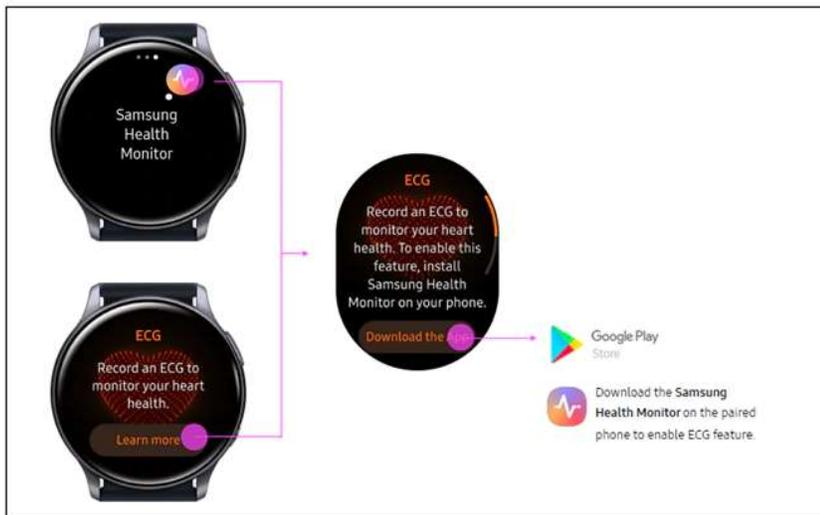 Samsung
Health
Monitor
ECG
Record an ECG to
monitor your heart
health.
Learn more
ECG
Record an ECG to
monitor your heart
health. To enable this
feature, install
Samsung Health
Monitor on your phone.
Download the App
Google Play
Store
Download the Samsung
Health Monitor on the paired
phone to enable ECG feature.